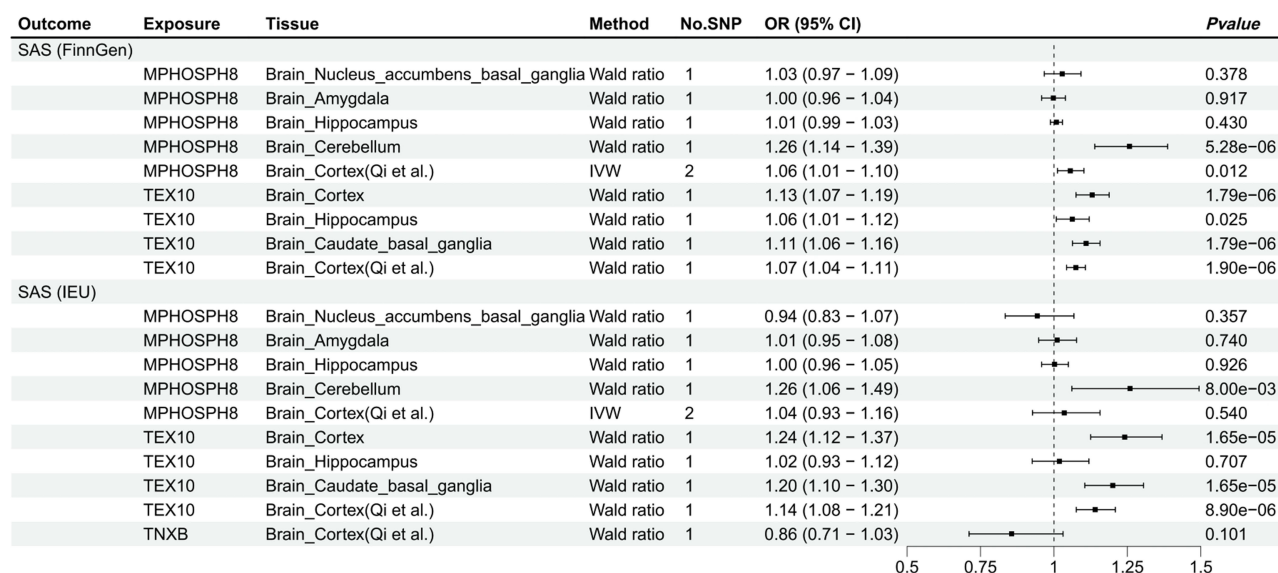 Outcome Exposure Tissue Method No.SNP OR (95% CI) Pvalue
SAS (FinnGen)
MPHOSPH8 Brain_Nucleus_accumbens_basal_ganglia Wald ratio 1 1.03 (0.97 − 1.09) 0.378
MPHOSPH8 Brain_Amygdala Wald ratio 1 1.00 (0.96 − 1.04) 0.917
MPHOSPH8 Brain_Hippocampus Wald ratio 1 1.01 (0.99 − 1.03) 0.430
MPHOSPH8 Brain_Cerebellum Wald ratio 1 1.26 (1.14 − 1.39) 5.28e−06
MPHOSPH8 Brain_Cortex(Qi et al.) IVW 2 1.06 (1.01 − 1.10) 0.012
TEX10 Brain_Cortex Wald ratio 1 1.13 (1.07 − 1.19) 1.79e−06
TEX10 Brain_Hippocampus Wald ratio 1 1.06 (1.01 − 1.12) 0.025
TEX10 Brain_Caudate_basal_ganglia Wald ratio 1 1.11 (1.06 − 1.16) 1.79e−06
TEX10 Brain_Cortex(Qi et al.) Wald ratio 1 1.07 (1.04 − 1.11) 1.90e−06
SAS (IEU)
MPHOSPH8 Brain_Nucleus_accumbens_basal_ganglia Wald ratio 1 0.94 (0.83 − 1.07) 0.357
MPHOSPH8 Brain_Amygdala Wald ratio 1 1.01 (0.95 − 1.08) 0.740
MPHOSPH8 Brain_Hippocampus Wald ratio 1 1.00 (0.96 − 1.05) 0.926
MPHOSPH8 Brain_Cerebellum Wald ratio 1 1.26 (1.06 − 1.49) 8.00e−03
MPHOSPH8 Brain_Cortex(Qi et al.) IVW 2 1.04 (0.93 − 1.16) 0.540
TEX10 Brain_Cortex Wald ratio 1 1.24 (1.12 − 1.37) 1.65e−05
TEX10 Brain_Hippocampus Wald ratio 1 1.02 (0.93 − 1.12) 0.707
TEX10 Brain_Caudate_basal_ganglia Wald ratio 1 1.20 (1.10 − 1.30) 1.65e−05
TEX10 Brain_Cortex(Qi et al.) Wald ratio 1 1.14 (1.08 − 1.21) 8.90e−06
TNXB Brain_Cortex(Qi et al.) Wald ratio 1 0.86 (0.71 − 1.03) 0.101
0.5 0.75 1 1.25 1.5